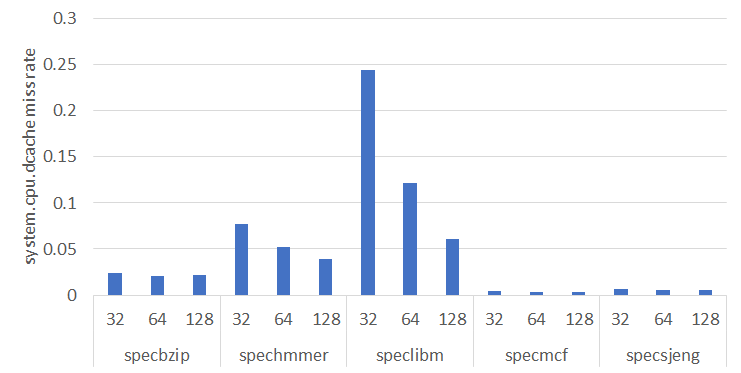 0.3
0.25
0.2
0.15
0.1
0.05
0
system.cpu.dcache missrate
32 64 128 32 64 128 32 64 128 32 64 128 32 64 128
specbzip spechmmer speclibm specmcf specsjeng